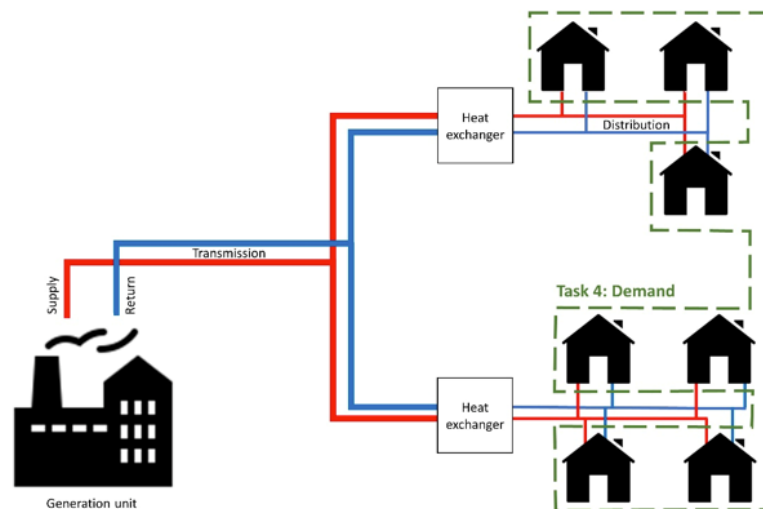 Heat
exchanger
Distribution
Transmission
Supply
Return
Task 4: Demand
Heat
exchanger
Generation unit